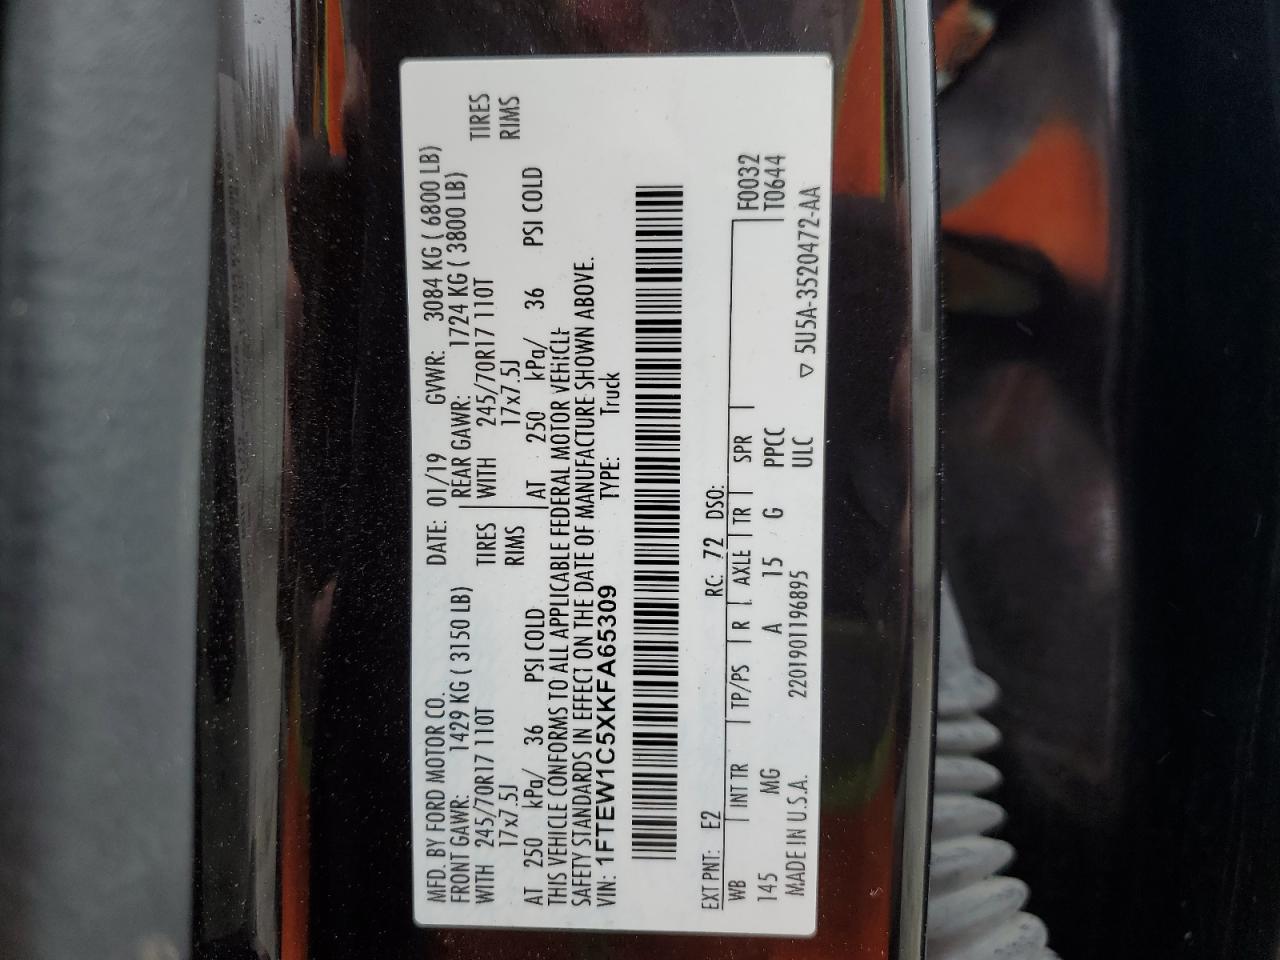 MFD. BY FORD MOTOR CO. DATE: 01/19 GVWR: 3084 KG ( 6800 LB)
FRONT GAWR: 1429 KG ( 3150 LB) REAR GAWR: 1724 KG ( 3800 LB)
WITH 245/70R17 110T TIRES WITH 245/70R17 110T TIRES
17x7.5J RIMS 17x7.5J RIMS
AT 250 kPa/ 36 PSI COLD AT 250 kPa/ 36 PSI COLD
THIS VEHICLE CONFORMS TO ALL APPLICABLE FEDERAL MOTOR VEHICLE
SAFETY STANDARDS IN EFFECT ON THE DATE OF MANUFACTURE SHOWN ABOVE.
VIN: 1FTEW1C5XKFA65309 TYPE: Truck
EXT PNT: E2 RC: 72 DSO:
WB INT TR TP/PS R AXLE TR SPR F0032
145 MG A 15 G PPCC T0644
MADE IN U.S.A. 2201901196895 ULC ▽ 5U5A-3520472-AA